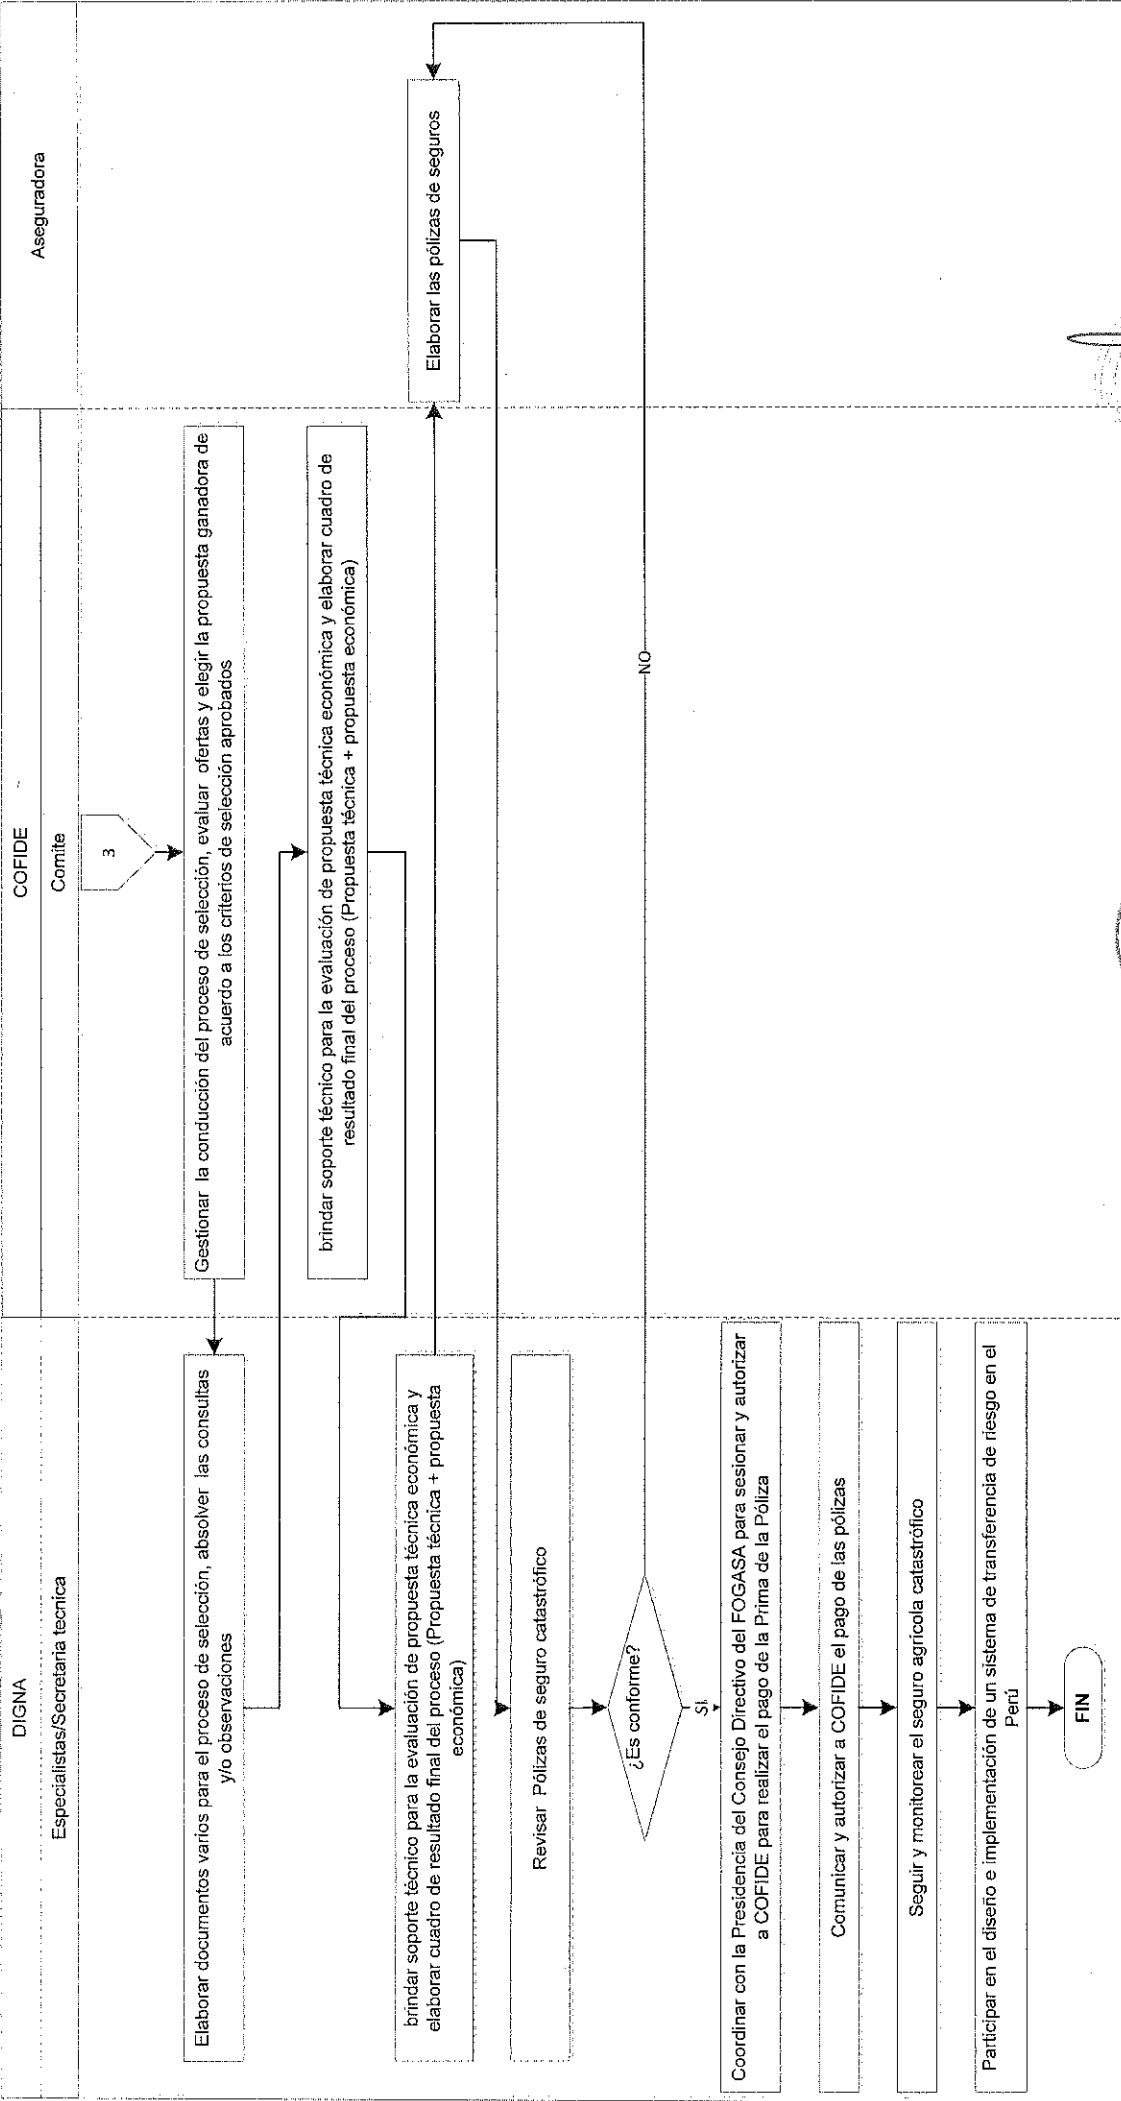 DIGNA
COFIDE
Aseguradora
Especialistas/Secretaria tecnica
Comite
3
Gestionar la conducción del proceso de selección, evaluar ofertas y elegir la propuesta ganadora de
acuerdo a los criterios de selección aprobados
Elaborar documentos varios para el proceso de selección, absolver las consultas
y/o observaciones
brindar soporte técnico para la evaluación de propuesta técnica económica y elaborar cuadro de
resultado final del proceso (Propuesta técnica + propuesta económica)
brindar soporte técnico para la evaluación de propuesta técnica económica y
elaborar cuadro de resultado final del proceso (Propuesta técnica + propuesta
económica)
Elaborar las pólizas de seguros
Revisar Pólizas de seguro catastrófico
¿Es conforme?
NO
SI
Coordinar con la Presidencia del Consejo Directivo del FOGASA para sesionar y autorizar
a COFIDE para realizar el pago de la Prima de la Póliza
Comunicar y autorizar a COFIDE el pago de las pólizas
Seguir y monitorear el seguro agrícola catastrófico
Participar en el diseño e implementación de un sistema de transferencia de riesgo en el
Perú
FIN